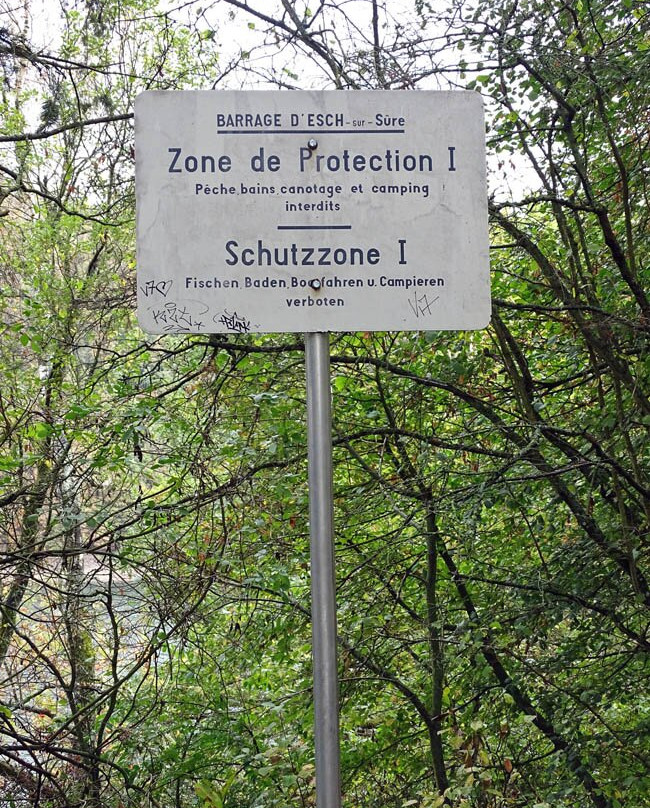 BARRAGE D'ESCH-sur-SÛRE
Zone de Protection I
Pêche, bains, canotage et camping
interdits
Schutzzone I
Fischen, Baden, Bootfahren u. Campieren
verboten